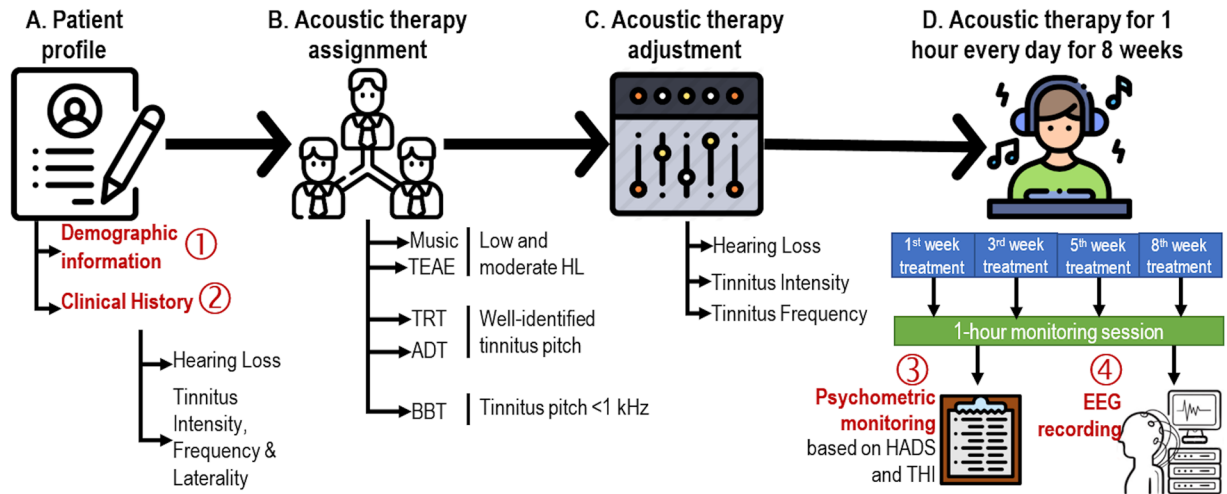 A. Patient
profile
B. Acoustic therapy
assignment
C. Acoustic therapy
adjustment
D. Acoustic therapy for 1
hour every day for 8 weeks
Demographic
information ①
Clinical History ②
Hearing Loss
Tinnitus
Intensity,
Frequency &
Laterality
Music
TEAE
Low and
moderate HL
TRT
ADT
Well-identified
tinnitus pitch
BBT
Tinnitus pitch <1 kHz
Hearing Loss
Tinnitus Intensity
Tinnitus Frequency
1st week
treatment
3rd week
treatment
5th week
treatment
8th week
treatment
1-hour monitoring session
③
Psychometric
monitoring
based on HADS
and THI
④
EEG
recording